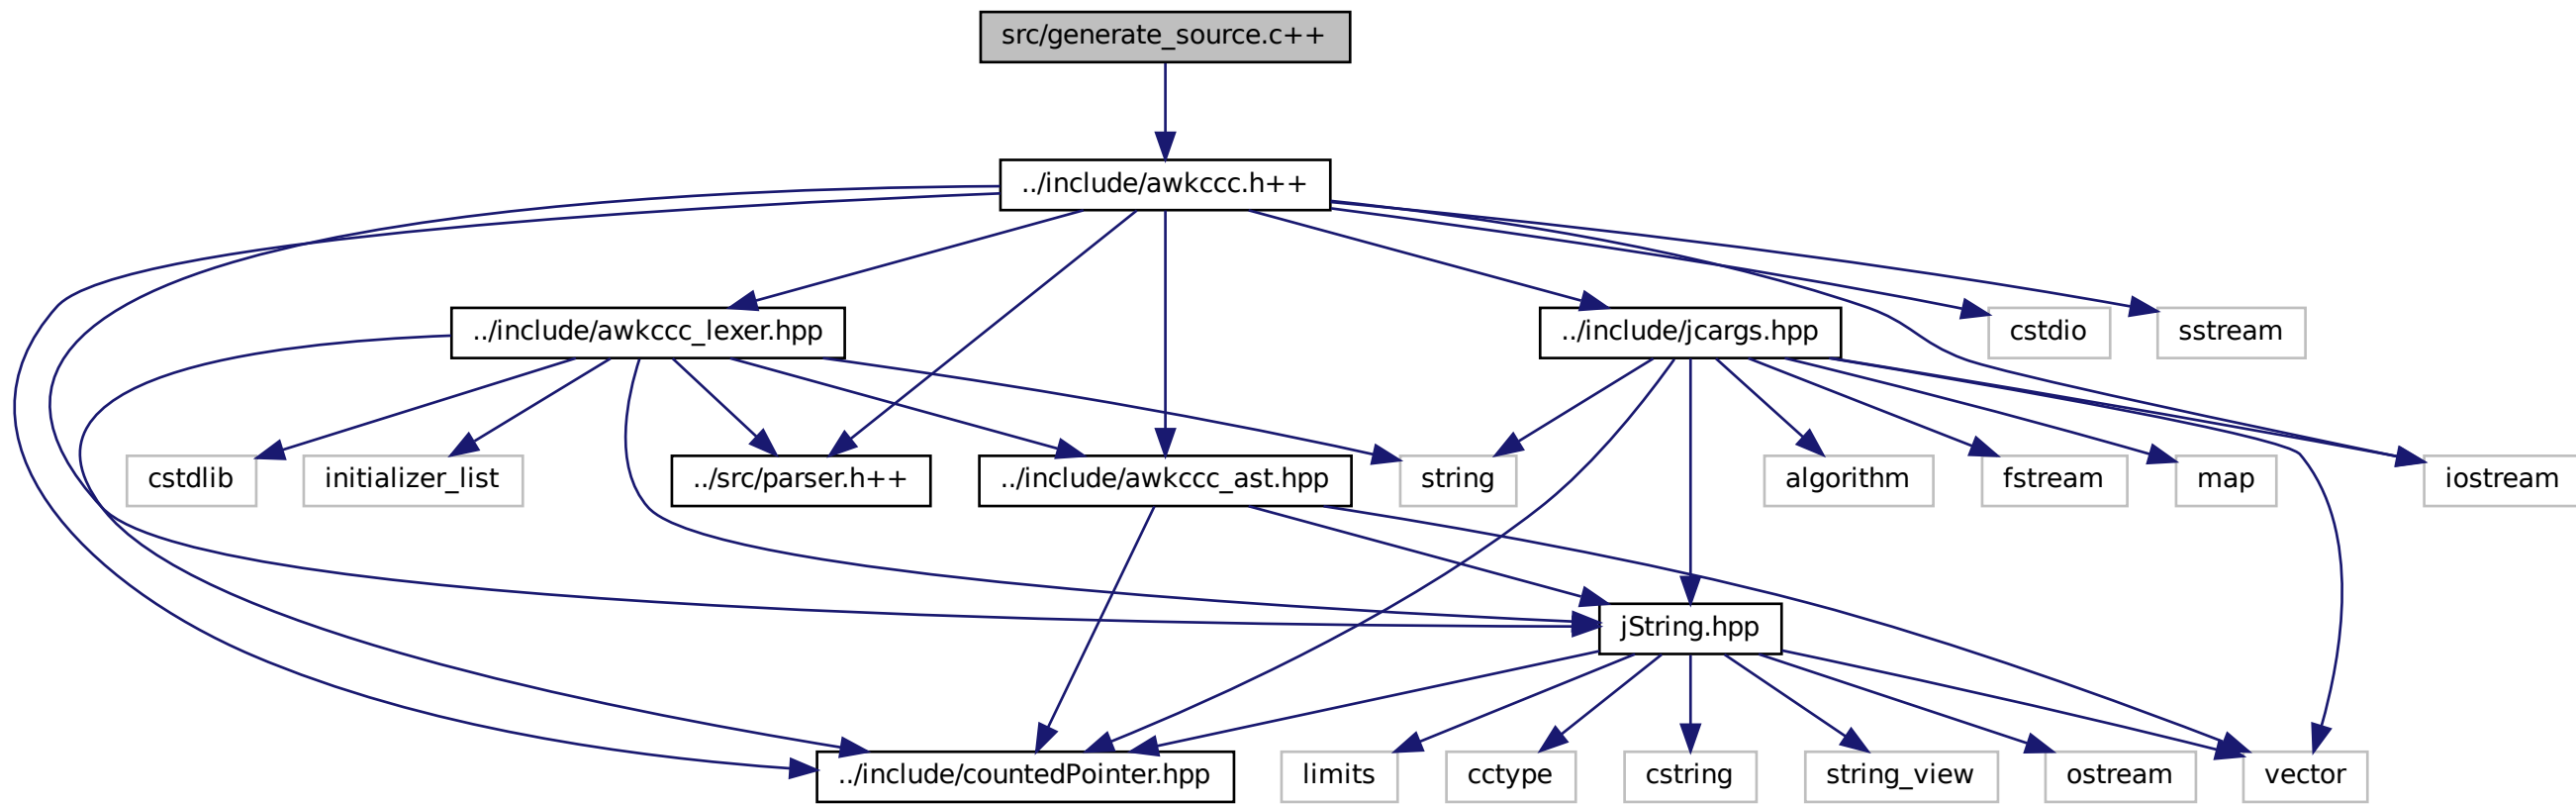 src/generate_source.c++
../include/awkccc.h++
../include/awkccc_lexer.hpp
../include/jcargs.hpp
cstdio
sstream
cstdlib
initializer_list
../src/parser.h++
../include/awkccc_ast.hpp
string
algorithm
fstream
map
iostream
jString.hpp
../include/countedPointer.hpp
limits
cctype
cstring
string_view
ostream
vector